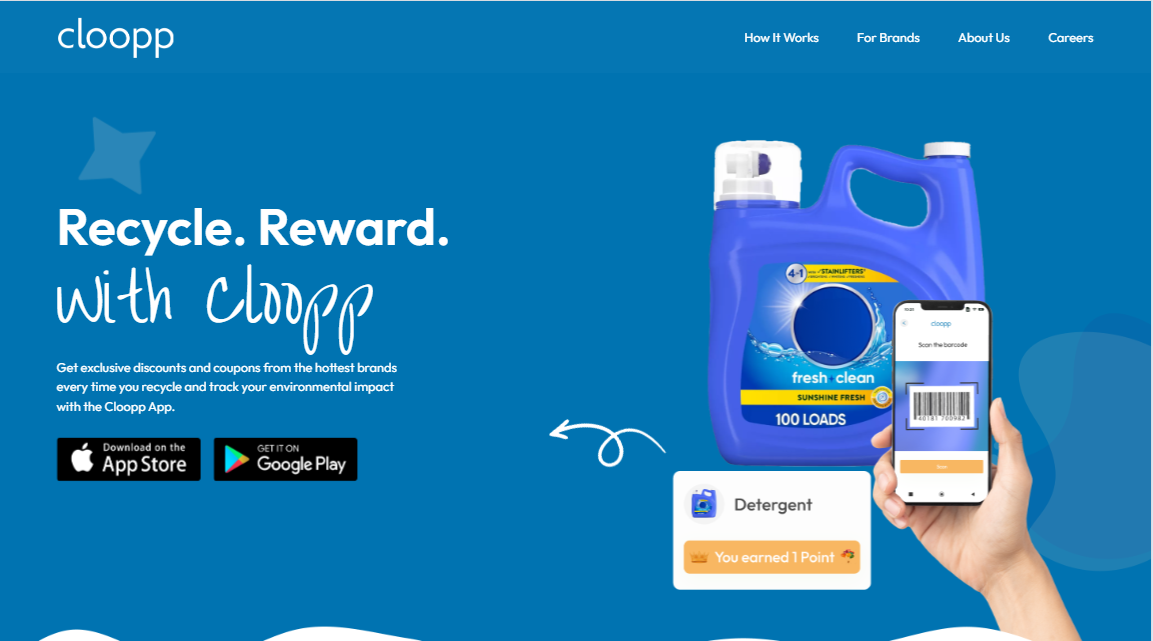 cloopp
How It Works
For Brands
About Us
Careers
Recycle. Reward.
with Cloopp
Get exclusive discounts and coupons from the hottest brands
every time you recycle and track your environmental impact
with the Cloopp App.
Download on the
App Store
GET IT ON
Google Play
4in1
STAINLIFTERS
fresh + clean
SUNSHINE FRESH
100 LOADS
cloopp
Scan the barcode
Detergent
You earned 1 Point